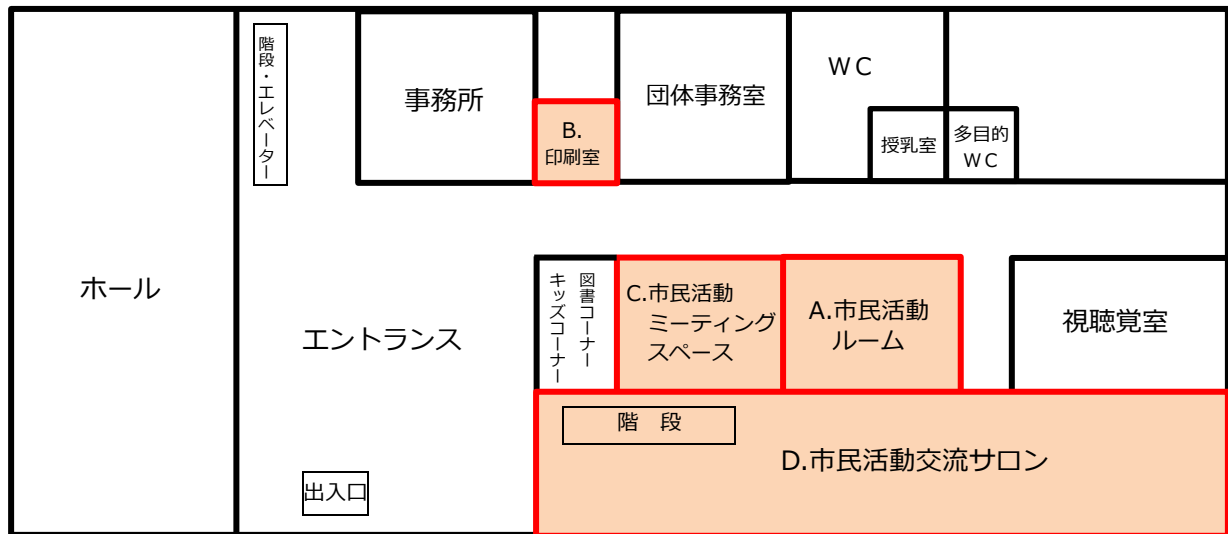 階段・エレベーター
事務所
B.
印刷室
団体事務室
ＷＣ
授乳室
多目的
ＷＣ
ホール
エントランス
図書コーナー
キッズコーナー
C.市民活動
ミーティング
スペース
A.市民活動
ルーム
視聴覚室
階　段
D.市民活動交流サロン
出入口